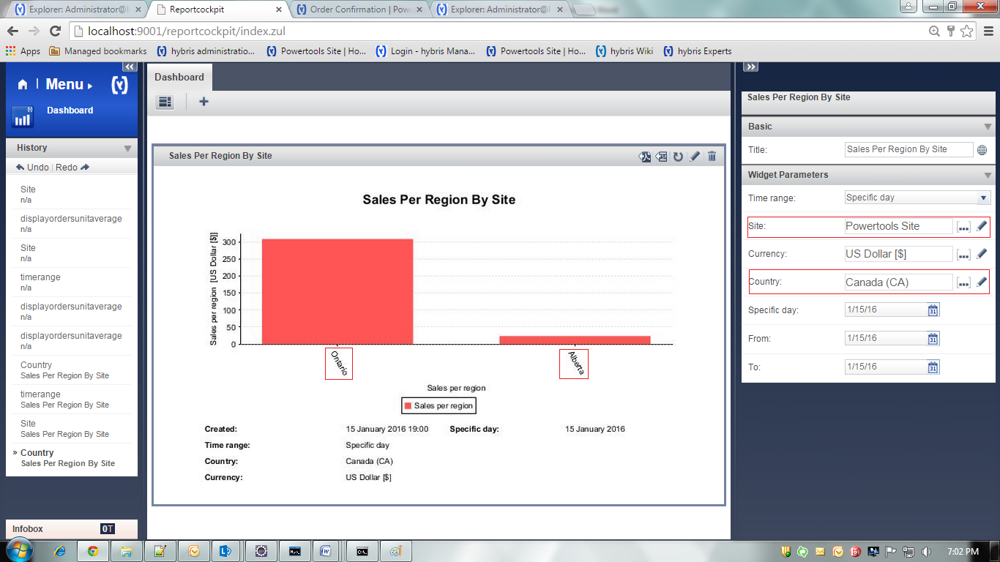 Explorer: Administrator@l
Reportcockpit
Order Confirmation | Pow
Explorer: Administrator@l
localhost:9001/reportcockpit/index.zul
Apps
Managed bookmarks
hybris administratio...
Powertools Site | Ho...
Login - hybris Mana...
Powertools Site | Ho...
hybris Wiki
hybris Experts
Menu
Dashboard
History
Undo | Redo
Site
n/a
displayordersunitaverage
n/a
Site
n/a
timerange
n/a
displayordersunitaverage
n/a
displayordersunitaverage
n/a
Country
Sales Per Region By Site
timerange
Sales Per Region By Site
Site
Sales Per Region By Site
» Country
Sales Per Region By Site
Infobox 0T
Dashboard
Sales Per Region By Site
Sales Per Region By Site
Sales per region [US Dollar [$]]
300
250
200
150
100
50
0
Ontario
Alberta
Sales per region
Sales per region
Created: 15 January 2016 19:00 Specific day: 15 January 2016
Time range: Specific day
Country: Canada (CA)
Currency: US Dollar [$]
Sales Per Region By Site
Basic
Title: Sales Per Region By Site
Widget Parameters
Time range: Specific day
Site: Powertools Site [...]
Currency: US Dollar [$] [...]
Country: Canada (CA) [...]
Specific day: 1/15/16 31
From: 1/15/16 31
To: 1/15/16 31
7:02 PM